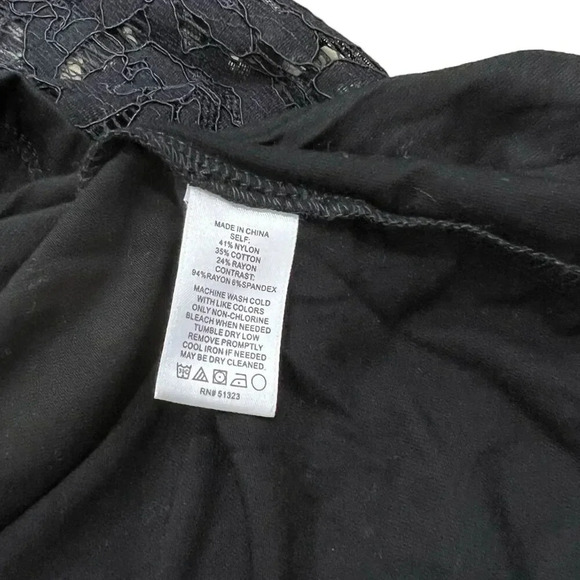 MADE IN CHINA
SELF:
41% NYLON
35% COTTON
24% RAYON
CONTRAST:
94%RAYON 6%SPANDEX
MACHINE WASH COLD
WITH LIKE COLORS
ONLY NON-CHLORINE
BLEACH WHEN NEEDED
TUMBLE DRY LOW
REMOVE PROMPTLY
COOL IRON IF NEEDED
MAY BE DRY CLEANED.
RN# 51323